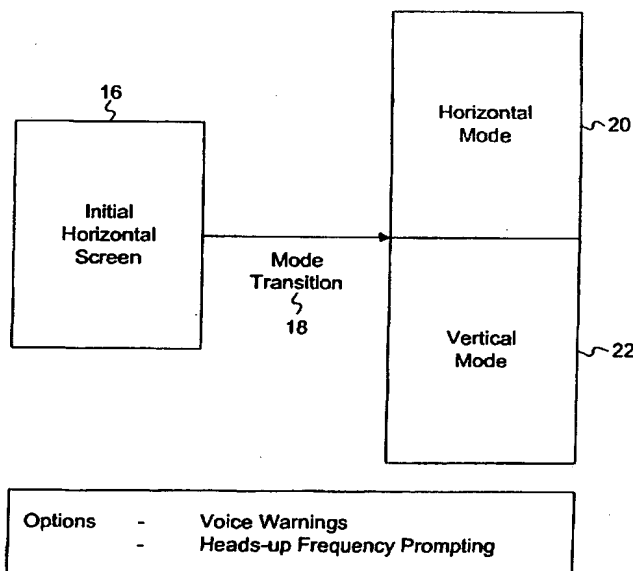 16
Initial
Horizontal
Screen
Mode
Transition
18
Horizontal
Mode
20
Vertical
Mode
22
Options - Voice Warnings
- Heads-up Frequency Prompting